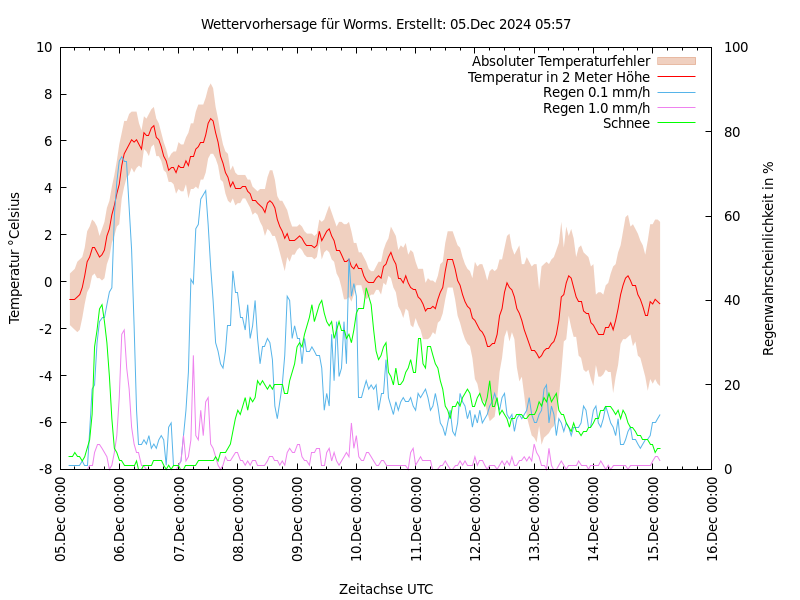 Wettervorhersage für Worms. Erstellt: 05.Dec 2024 05:57
Absoluter Temperaturfehler
Temperatur in 2 Meter Höhe
Regen 0.1 mm/h
Regen 1.0 mm/h
Schnee
Temperatur °Celsius
10
8
6
4
2
0
-2
-4
-6
-8
Regenwahrscheinlichkeit in %
100
80
60
40
20
0
05.Dec 00:00
06.Dec 00:00
07.Dec 00:00
08.Dec 00:00
09.Dec 00:00
10.Dec 00:00
11.Dec 00:00
12.Dec 00:00
13.Dec 00:00
14.Dec 00:00
15.Dec 00:00
16.Dec 00:00
Zeitachse UTC